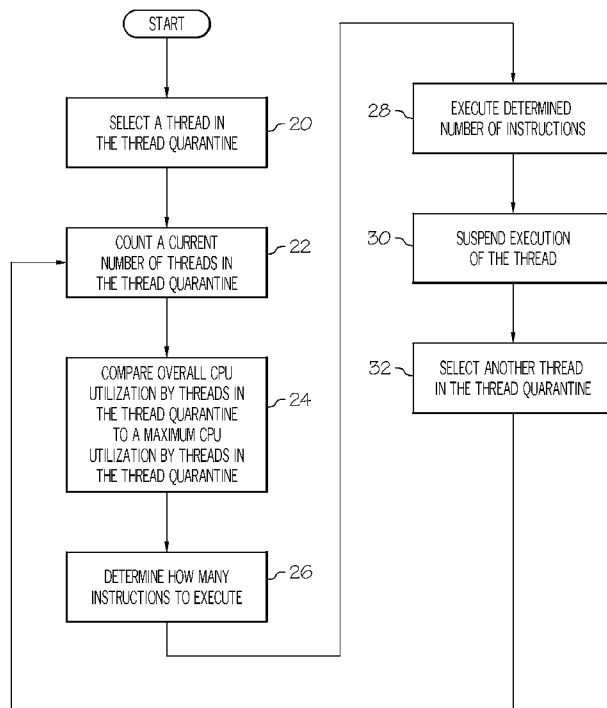 START
SELECT A THREAD IN
THE THREAD QUARANTINE
20
COUNT A CURRENT
NUMBER OF THREADS IN
THE THREAD QUARANTINE
22
COMPARE OVERALL CPU
UTILIZATION BY THREADS IN
THE THREAD QUARANTINE
TO A MAXIMUM CPU
UTILIZATION BY THREADS IN
THE THREAD QUARANTINE
24
DETERMINE HOW MANY
INSTRUCTIONS TO EXECUTE
26
28
EXECUTE DETERMINED
NUMBER OF INSTRUCTIONS
30
SUSPEND EXECUTION
OF THE THREAD
32
SELECT ANOTHER THREAD
IN THE THREAD QUARANTINE